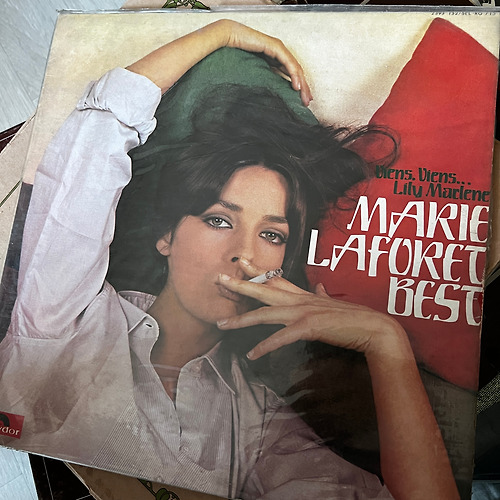 Viens. Viens...
Lily Marlene
MARIE
LAFORET
BEST